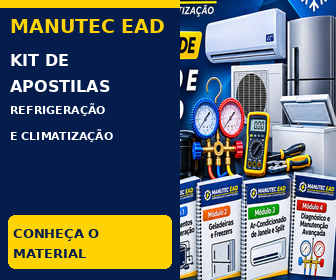 MANUTEC EAD
KIT DE
APOSTILAS
REFRIGERAÇÃO
E CLIMATIZAÇÃO
CONHEÇA O
MATERIAL
MANUTEC EAD
Módulo 2
Geladeiras
e Freezers
MANUTEC EAD
Módulo 3
Ar-Condicionado
de Janela e Split
MANUTEC EAD
Módulo 4
Diagnóstico
e Manutenção
Avançada